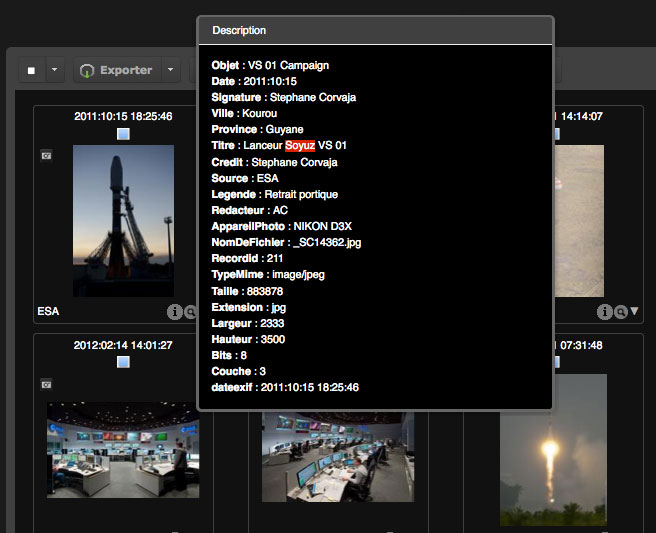 Description
Exporter
Objet : VS 01 Campaign
Date : 2011:10:15
Signature : Stephane Corvaja
Ville : Kourou
Province : Guyane
Titre : Lanceur Soyuz VS 01
Credit : Stephane Corvaja
Source : ESA
Legende : Retrait portique
Redacteur : AC
AppareilPhoto : NIKON D3X
NomDeFichier : _SC14362.jpg
Recordid : 211
TypeMime : image/jpeg
Taille : 883878
Extension : jpg
Largeur : 2333
Hauteur : 3500
Bits : 8
Couche : 3
dateexif : 2011:10:15 18:25:46
2011:10:15 18:25:46
14:14:07
ESA
2012:02:14 14:01:27
07:31:48